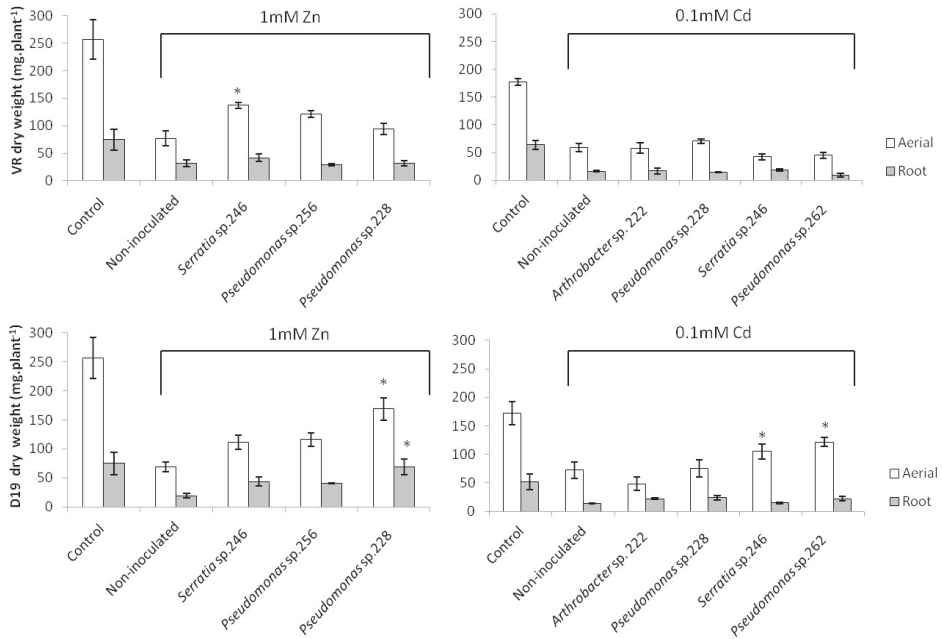 1mM Zn
VR dry weight (mg.plant-1)
300
250
200
150
100
50
0
*
Control
Non-inoculated
Serratia sp.246
Pseudomonas sp.256
Pseudomonas sp.228
0.1mM Cd
300
250
200
150
100
50
0
Aerial
Root
Control
Non-inoculated
Arthrobacter sp. 222
Pseudomonas sp.228
Serratia sp.246
Pseudomonas sp.262
1mM Zn
D19 dry weight (mg.plant-1)
300
250
200
150
100
50
0
*
*
Control
Non-inoculated
Serratia sp.246
Pseudomonas sp.256
Pseudomonas sp.228
0.1mM Cd
300
250
200
150
100
50
0
*
*
Aerial
Root
Control
Non-inoculated
Arthrobacter sp. 222
Pseudomonas sp.228
Serratia sp.246
Pseudomonas sp.262